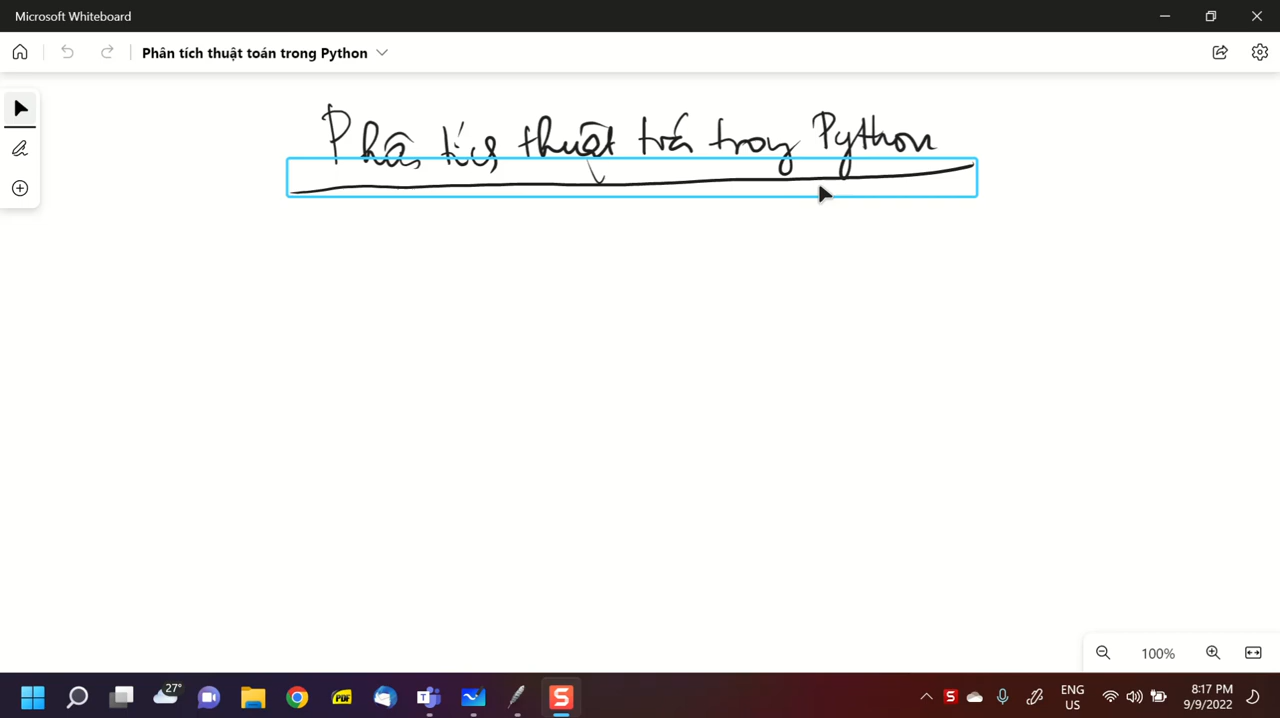 Microsoft Whiteboard
Phân tích thuật toán trong Python
Phân tích thuật toán trong Python
100%
27°
PDF
T
S
S
ENG
US
8:17 PM
9/9/2022